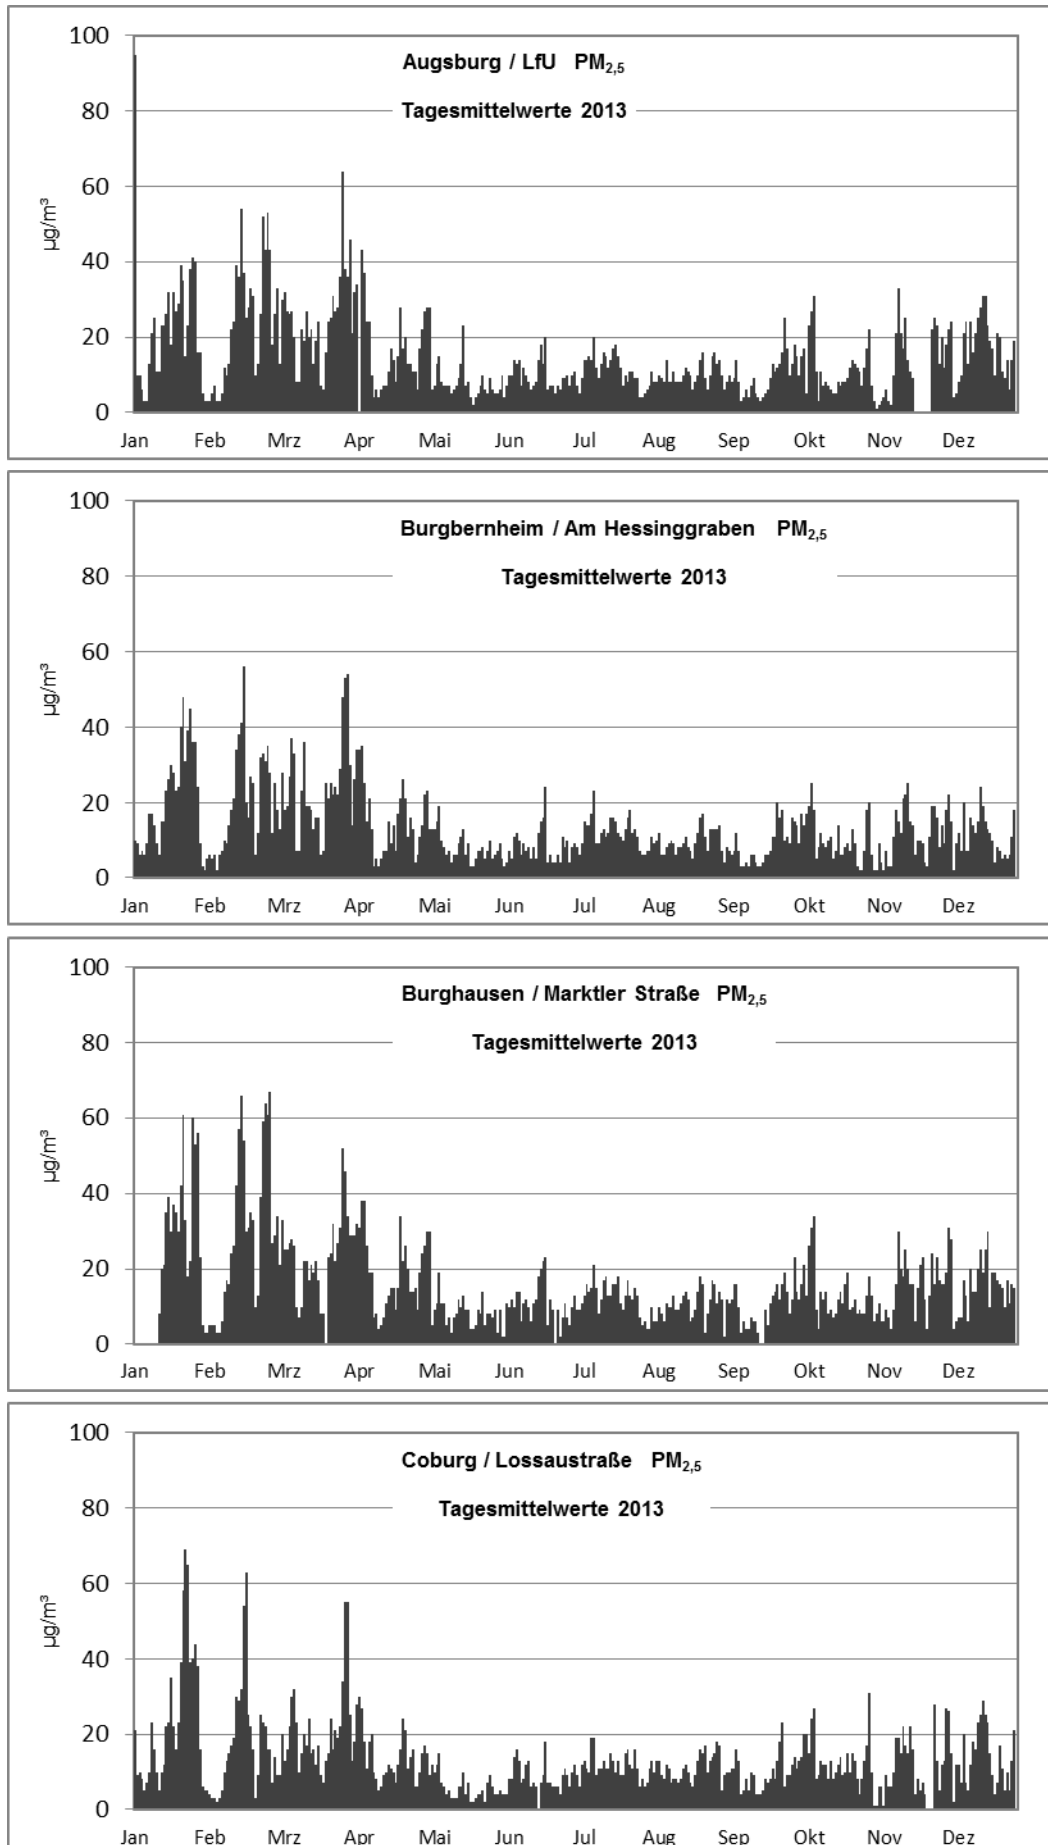 Augsburg / LfU PM2,5
Tagesmittelwerte 2013
µg/m³
100
80
60
40
20
0
Jan Feb Mrz Apr Mai Jun Jul Aug Sep Okt Nov Dez
Burgbernheim / Am Hessinggraben PM2,5
Tagesmittelwerte 2013
µg/m³
100
80
60
40
20
0
Jan Feb Mrz Apr Mai Jun Jul Aug Sep Okt Nov Dez
Burghausen / Marktler Straße PM2,5
Tagesmittelwerte 2013
µg/m³
100
80
60
40
20
0
Jan Feb Mrz Apr Mai Jun Jul Aug Sep Okt Nov Dez
Coburg / Lossaustraße PM2,5
Tagesmittelwerte 2013
µg/m³
100
80
60
40
20
0
Jan Feb Mrz Apr Mai Jun Jul Aug Sep Okt Nov Dez